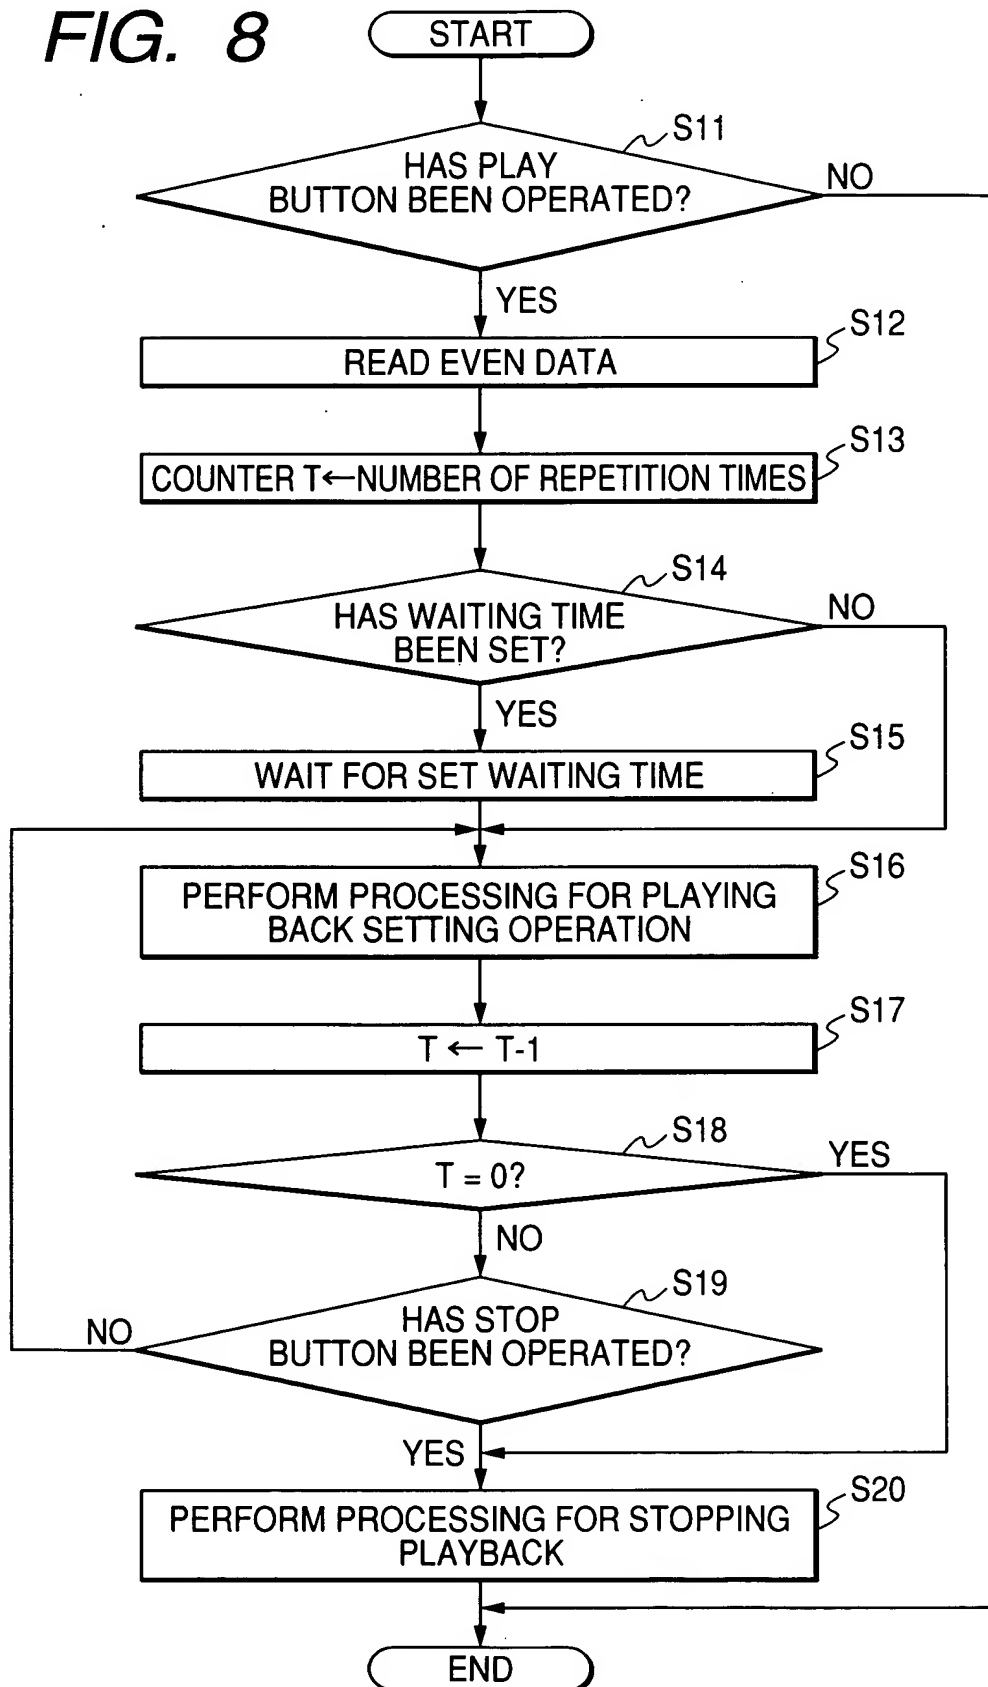 FIG. 8
START
S11
HAS PLAY
BUTTON BEEN OPERATED?
NO
YES
S12
READ EVEN DATA
S13
COUNTER T←NUMBER OF REPETITION TIMES
S14
HAS WAITING TIME
BEEN SET?
NO
YES
S15
WAIT FOR SET WAITING TIME
S16
PERFORM PROCESSING FOR PLAYING
BACK SETTING OPERATION
S17
T ← T-1
S18
T = 0?
YES
NO
S19
HAS STOP
BUTTON BEEN OPERATED?
NO
YES
S20
PERFORM PROCESSING FOR STOPPING
PLAYBACK
END